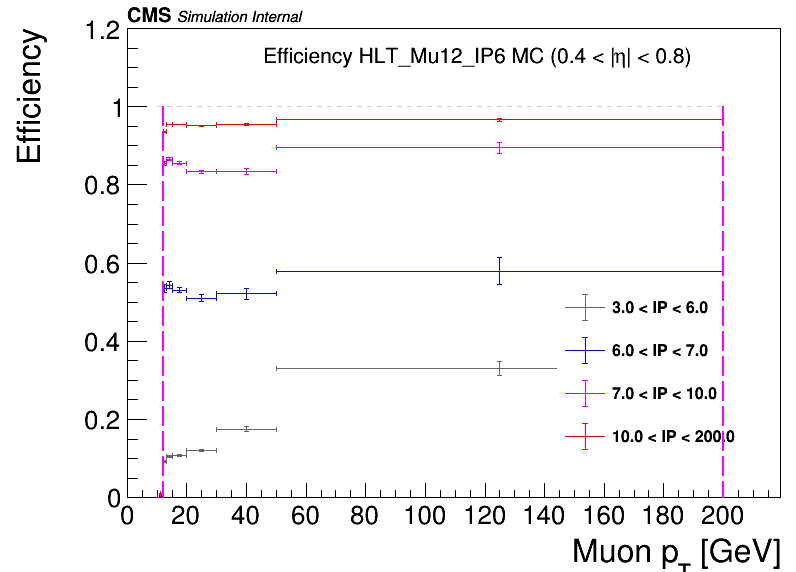 CMS Simulation Internal
Efficiency HLT_Mu12_IP6 MC (0.4 < |η| < 0.8)
Efficiency
1.2
1
0.8
0.6
0.4
0.2
0
3.0 < IP < 6.0
6.0 < IP < 7.0
7.0 < IP < 10.0
10.0 < IP < 200.0
0 20 40 60 80 100 120 140 160 180 200
Muon p_T [GeV]